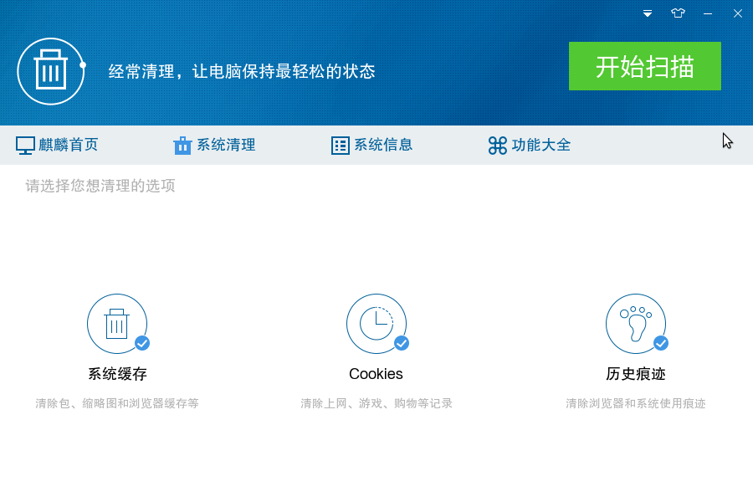 经常清理，让电脑保持最轻松的状态
开始扫描
麒麟首页
系统清理
系统信息
功能大全
请选择您想清理的选项
系统缓存
Cookies
历史痕迹
清除包、缩略图和浏览器缓存等
清除上网、游戏、购物等记录
清除浏览器和系统使用痕迹